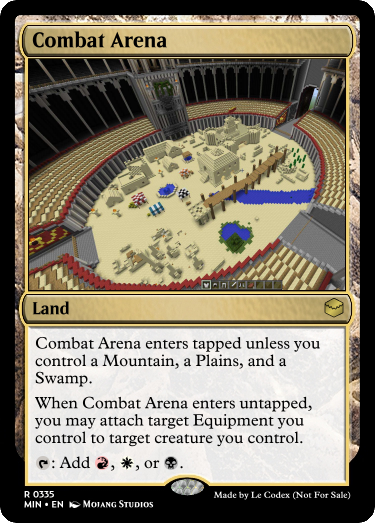 Combat Arena
Land
Combat Arena enters tapped unless you
control a Mountain, a Plains, and a
Swamp.
When Combat Arena enters untapped,
you may attach target Equipment you
control to target creature you control.
: Add , , or .
R 0335
MIN • EN Mojang Studios
Made by Le Codex (Not For Sale)